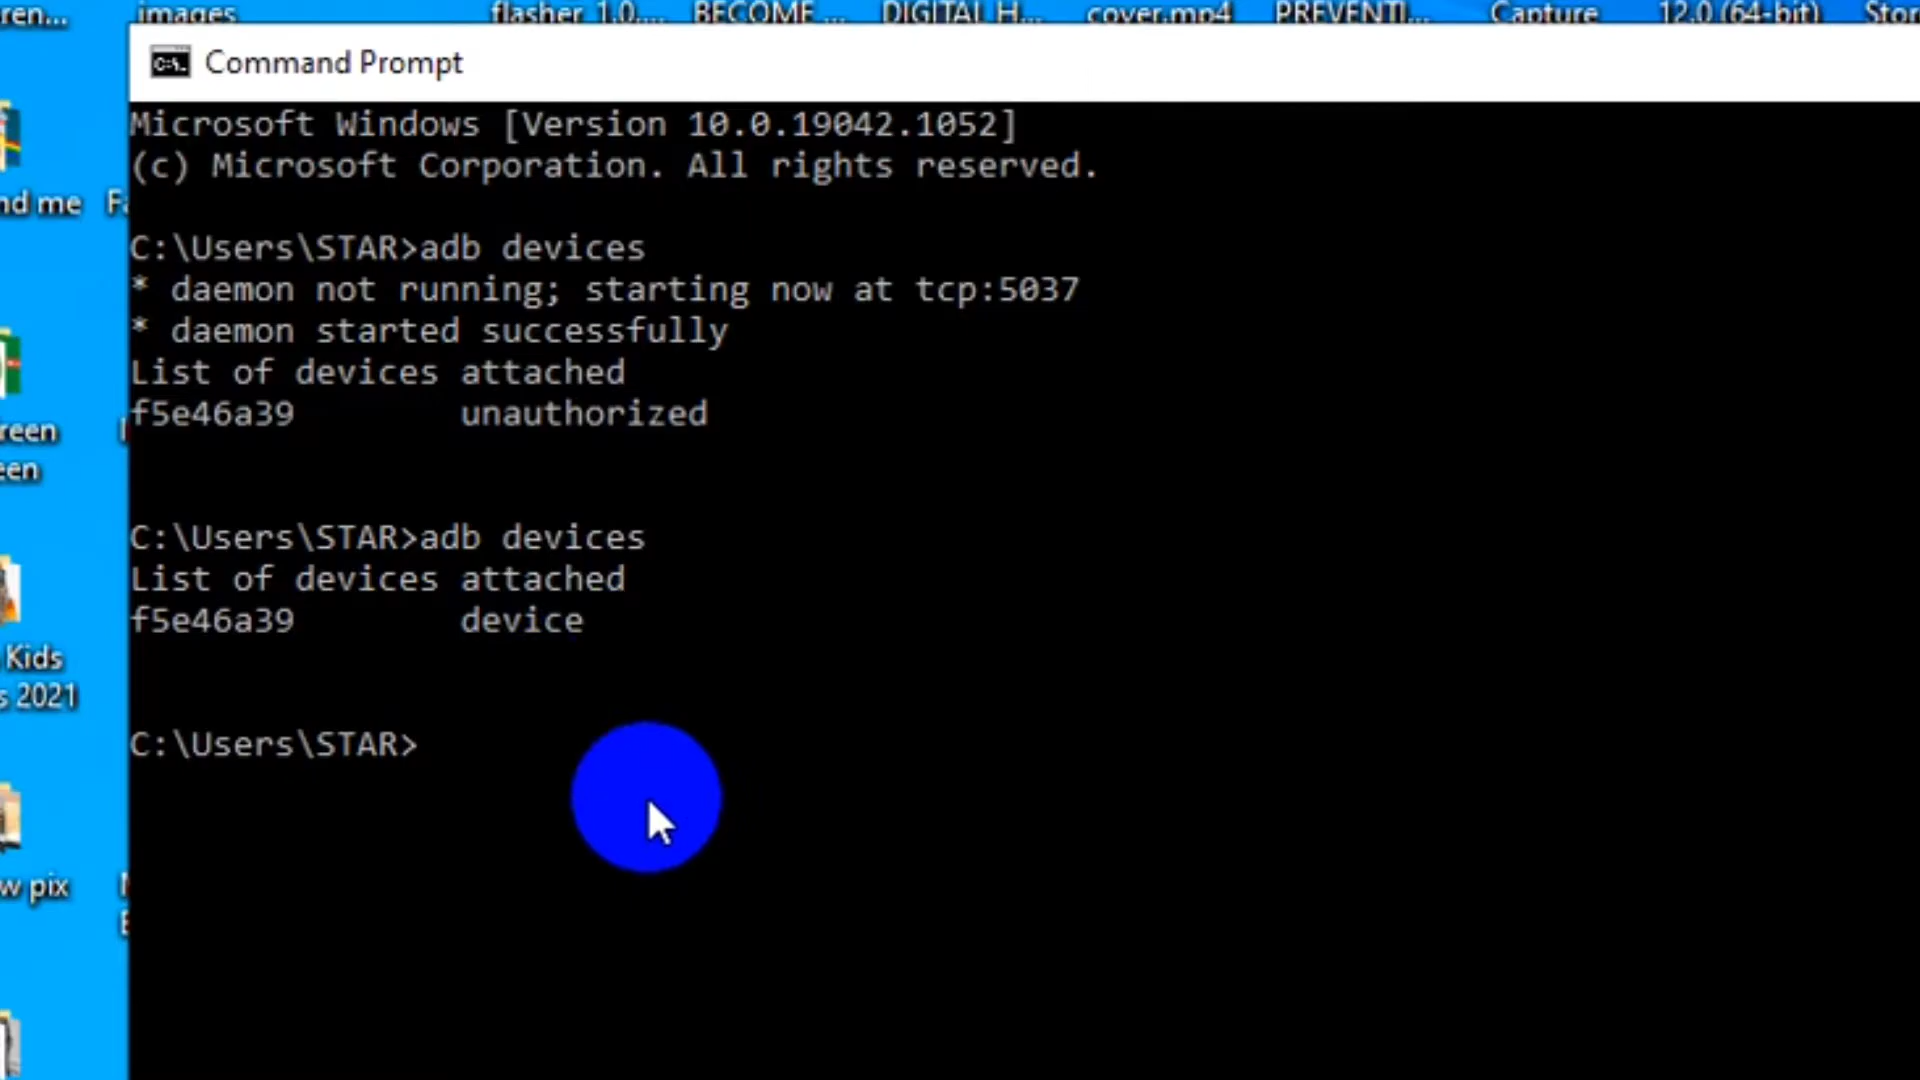 images
flasher 1.0....
BECOME ...
DIGITAL H...
cover.mp4
PREVENTI...
Capture
12.0 (64-bit)
Command Prompt
Microsoft Windows [Version 10.0.19042.1052]
(c) Microsoft Corporation. All rights reserved.
C:\Users\STAR>adb devices
* daemon not running; starting now at tcp:5037
* daemon started successfully
List of devices attached
f5e46a39 unauthorized
C:\Users\STAR>adb devices
List of devices attached
f5e46a39 device
C:\Users\STAR>
me
Kids
2021
pix